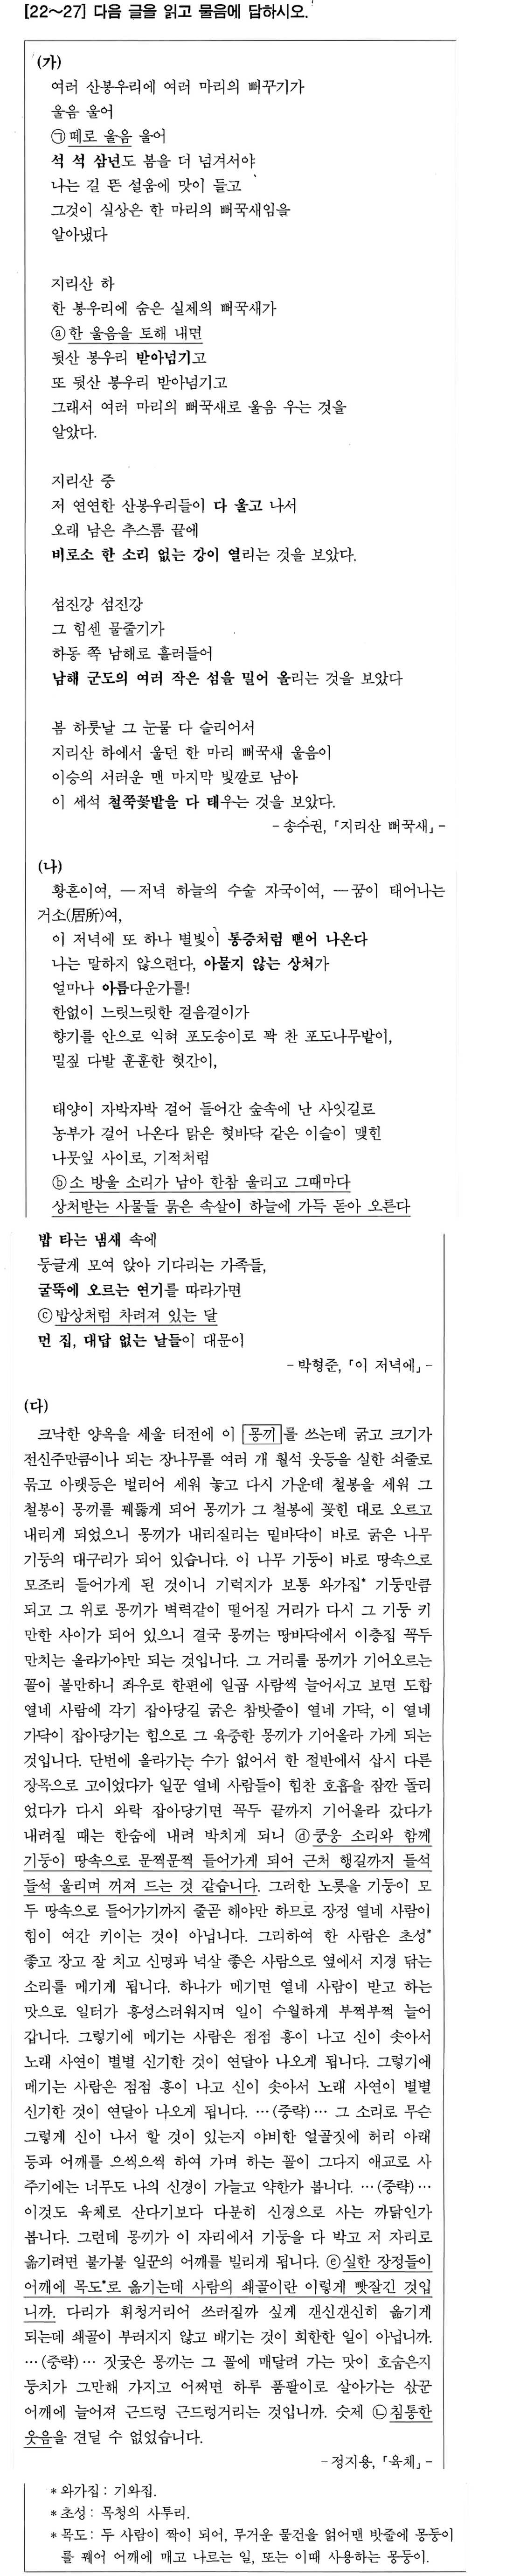 [22～27] 다음 글을 읽고 물음에 답하시오.
(가)
여러 산봉우리에 여러 마리의 뻐꾸기가
울음 울어
㉠떼로 울음 울어
석 석 삼년도 봄을 더 넘겨서야
나는 길 뜬 설움에 맛이 들고
그것이 실상은 한 마리의 뻐꾹새임을
알아냈다
지리산 하
한 봉우리에 숨은 실제의 뻐꾹새가
ⓐ한 울음을 토해 내면
뒷산 봉우리 받아넘기고
또 뒷산 봉우리 받아넘기고
그래서 여러 마리의 뻐꾹새로 울음 우는 것을
알았다.
지리산 중
저 연연한 산봉우리들이 다 울고 나서
오래 남은 추스름 끝에
비로소 한 소리 없는 강이 열리는 것을 보았다.
섬진강 섬진강
그 힘센 물줄기가
하동 쪽 남해로 흘러들어
남해 군도의 여러 작은 섬을 밀어 올리는 것을 보았다
봄 하룻날 그 눈물 다 슬리어서
지리산 하에서 울던 한 마리 뻐꾹새 울음이
이승의 서러운 맨 마지막 빛깔로 남아
이 세석 철쭉꽃밭을 다 태우는 것을 보았다.
- 송수권, 「지리산 뻐꾹새」-
(나)
황혼이여, ―저녁 하늘의 수술 자국이여, ―꿈이 태어나는
거소(居所)여,
이 저녁에 또 하나 별빛이 통증처럼 뻗어 나온다
나는 말하지 않으련다, 아물지 않는 상처가
얼마나 아름다운가를!
한없이 느릿느릿한 걸음걸이가
향기를 안으로 익혀 포도송이로 꽉 찬 포도나무밭이,
밀짚 다발 훈훈한 헛간이,
태양이 자박자박 걸어 들어간 숲속에 난 사잇길로
농부가 걸어 나온다 맑은 혓바닥 같은 이슬이 맺힌
나뭇잎 사이로, 기적처럼
ⓑ소 방울 소리가 남아 한참 울리고 그때마다
상처받는 사물들 묽은 속살이 하늘에 가득 돋아 오른다
밥 타는 냄새 속에
둥글게 모여 앉아 기다리는 가족들,
굴뚝에 오르는 연기를 따라가면
ⓒ밥상처럼 차려져 있는 달
먼 집, 대답 없는 날들이 대문이
- 박형준, 「이 저녁에」-
(다)
크낙한 양옥을 세울 터전에 이 몽끼를 쓰는데 굵고 크기가
전신주만큼이나 되는 장나무를 여러 개 훨석 웃등을 실한 쇠줄로
묶고 아랫등은 벌리어 세워 놓고 다시 가운데 철봉을 세워 그
철봉이 몽끼를 꿰뚫게 되어 몽끼가 그 철봉에 꽂힌 대로 오르고
내리게 되었으니 몽끼가 내리질리는 밑바닥이 바로 굵은 나무
기둥의 대구리가 되어 있습니다. 이 나무 기둥이 바로 땅속으로
모조리 들어가게 된 것이니 기럭지가 보통 와가집* 기둥만큼
되고 그 위로 몽끼가 벽력같이 떨어질 거리가 다시 그 기둥 키
만한 사이가 되어 있으니 결국 몽끼는 땅바닥에서 이층집 꼭두
만치는 올라가야만 되는 것입니다. 그 거리를 몽끼가 기어오르는
꼴이 볼만하니 좌우로 한편에 일곱 사람씩 늘어서고 보면 도합
열네 사람에 각기 잡아당길 굵은 참밧줄이 열네 가닥, 이 열네
가닥이 잡아당기는 힘으로 그 육중한 몽끼가 기어올라 가게 되는
것입니다. 단번에 올라가는 수가 없어서 한 절반에서 삽시 다른
장목으로 고이었다가 일꾼 열네 사람들이 힘찬 호흡을 잠깐 돌리
었다가 다시 와락 잡아당기면 꼭두 끝까지 기어올라 갔다가
내려질 때는 한숨에 내려 박치게 되니 ⓓ쿵웅 소리와 함께
기둥이 땅속으로 문찍문찍 들어가게 되어 근처 행길까지 들석
들석 울리며 꺼져 드는 것 같습니다. 그러한 노릇을 기둥이 모
두 땅속으로 들어가기까지 줄곧 해야만 하므로 장정 열네 사람이
힘이 여간 키이는 것이 아닙니다. 그리하여 한 사람은 초성*
좋고 장고 잘 치고 신명과 넉살 좋은 사람으로 옆에서 지경 닦는
소리를 메기게 됩니다. 하나가 메기면 열네 사람이 받고 하는
맛으로 일터가 흥성스러워지며 일이 수월하게 부쩍부쩍 늘어
갑니다. 그렇기에 메기는 사람은 점점 흥이 나고 신이 솟아서
노래 사연이 별별 신기한 것이 연달아 나오게 됩니다. 그렇기에
메기는 사람은 점점 흥이 나고 신이 솟아서 노래 사연이 별별
신기한 것이 연달아 나오게 됩니다. …(중략)… 그 소리로 무슨
그렇게 신이 나서 할 것이 있는지 야비한 얼골짓에 허리 아래
등과 어깨를 으씩으씩 하여 가며 하는 꼴이 그다지 애교로 사
주기에는 너무도 나의 신경이 가늘고 약한가 봅니다. …(중략)…
이것도 육체로 산다기보다 다분히 신경으로 사는 까닭인가
봅니다. 그런데 몽끼가 이 자리에서 기둥을 다 박고 저 자리로
옮기려면 불가불 일꾼의 어깨를 빌리게 됩니다. ⓔ실한 장정들이
어깨에 목도*로 옮기는데 사람의 쇄골이란 이렇게 빳잘긴 것입
니까. 다리가 휘청거리어 쓰러질까 싶게 갠신갠신히 옮기게
되는데 쇄골이 부러지지 않고 배기는 것이 희한한 일이 아닙니까.
…(중략)… 짓궂은 몽끼는 그 꼴에 매달려 가는 맛이 호숩은지
둥치가 그만해 가지고 어쩌면 하루 품팔이로 살아가는 삯꾼
어깨에 늘어져 근드렁 근드렁거리는 것입니까. 숫제 ㉡침통한
웃음을 견딜 수 없었습니다.
- 정지용, 「육체」-
* 와가집 : 기와집.
* 초성 : 목청의 사투리.
* 목도 : 두 사람이 짝이 되어, 무거운 물건을 얽어맨 밧줄에 몽둥이
를 꿰어 어깨에 매고 나르는 일, 또는 이때 사용하는 몽둥이.